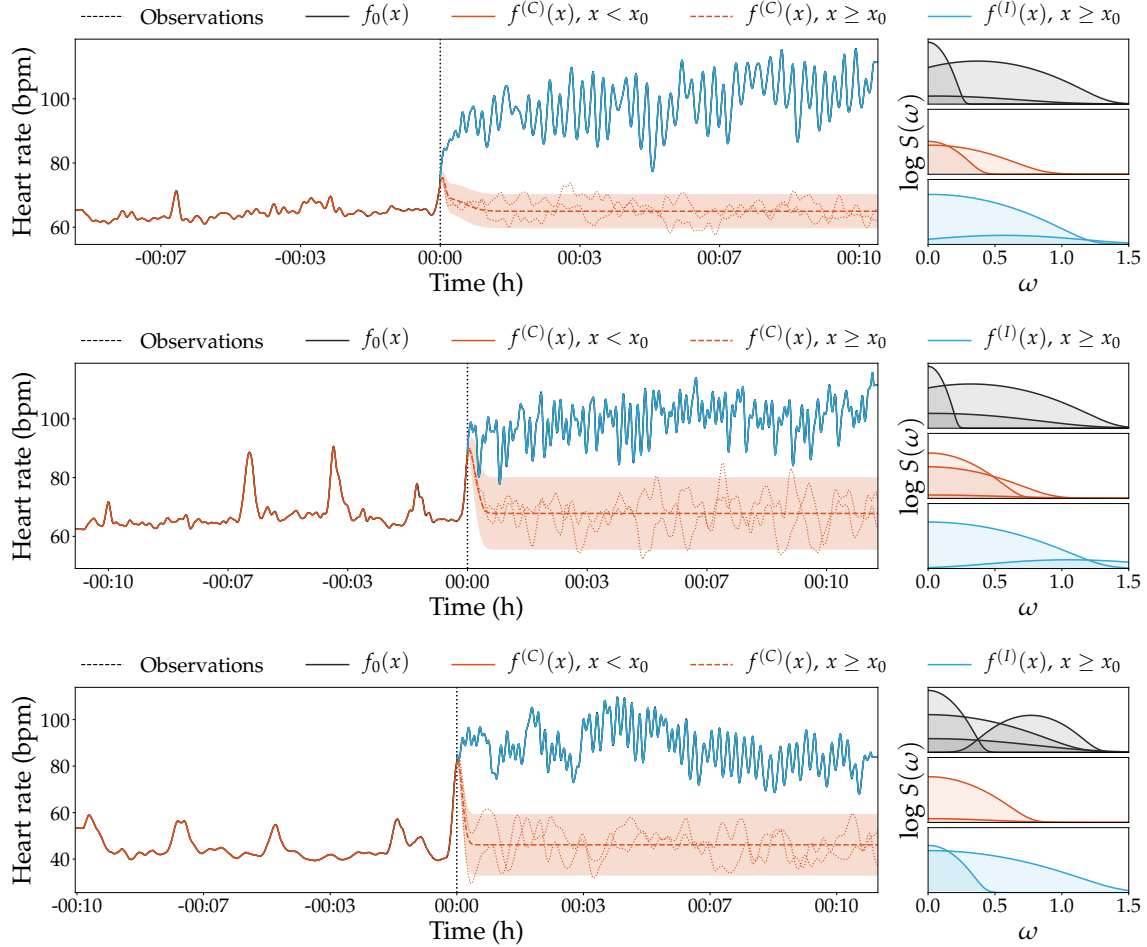 Observations f₀(x) f⁽ᶜ⁾(x), x < x₀ f⁽ᶜ⁾(x), x ≥ x₀ f⁽ᴵ⁾(x), x ≥ x₀
Heart rate (bpm)
100
80
60
-00:07 -00:03 00:00 00:03 00:07 00:10
Time (h)
log S(ω)
0.0 0.5 1.0 1.5
ω
Observations f₀(x) f⁽ᶜ⁾(x), x < x₀ f⁽ᶜ⁾(x), x ≥ x₀ f⁽ᴵ⁾(x), x ≥ x₀
Heart rate (bpm)
100
80
60
-00:10 -00:07 -00:03 00:00 00:03 00:07 00:10
Time (h)
log S(ω)
0.0 0.5 1.0 1.5
ω
Observations f₀(x) f⁽ᶜ⁾(x), x < x₀ f⁽ᶜ⁾(x), x ≥ x₀ f⁽ᴵ⁾(x), x ≥ x₀
Heart rate (bpm)
100
80
60
40
-00:10 -00:07 -00:03 00:00 00:03 00:07 00:10
Time (h)
log S(ω)
0.0 0.5 1.0 1.5
ω